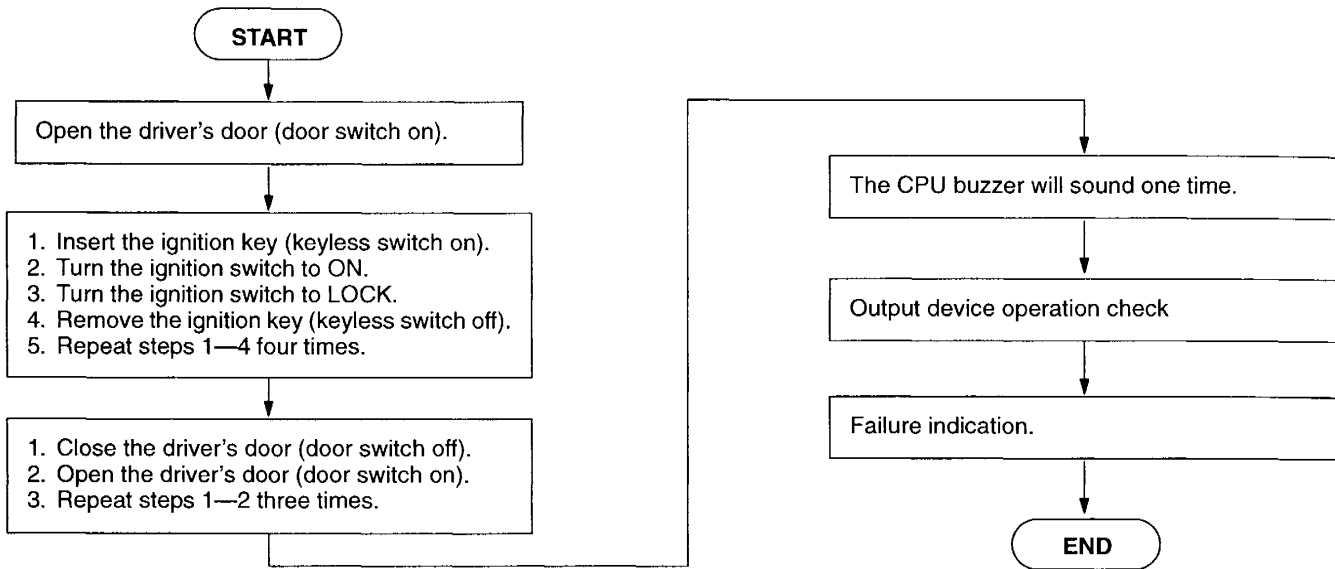 START
Open the driver's door (door switch on).
1. Insert the ignition key (keyless switch on).
2. Turn the ignition switch to ON.
3. Turn the ignition switch to LOCK.
4. Remove the ignition key (keyless switch off).
5. Repeat steps 1—4 four times.
1. Close the driver's door (door switch off).
2. Open the driver's door (door switch on).
3. Repeat steps 1—2 three times.
The CPU buzzer will sound one time.
Output device operation check
Failure indication.
END